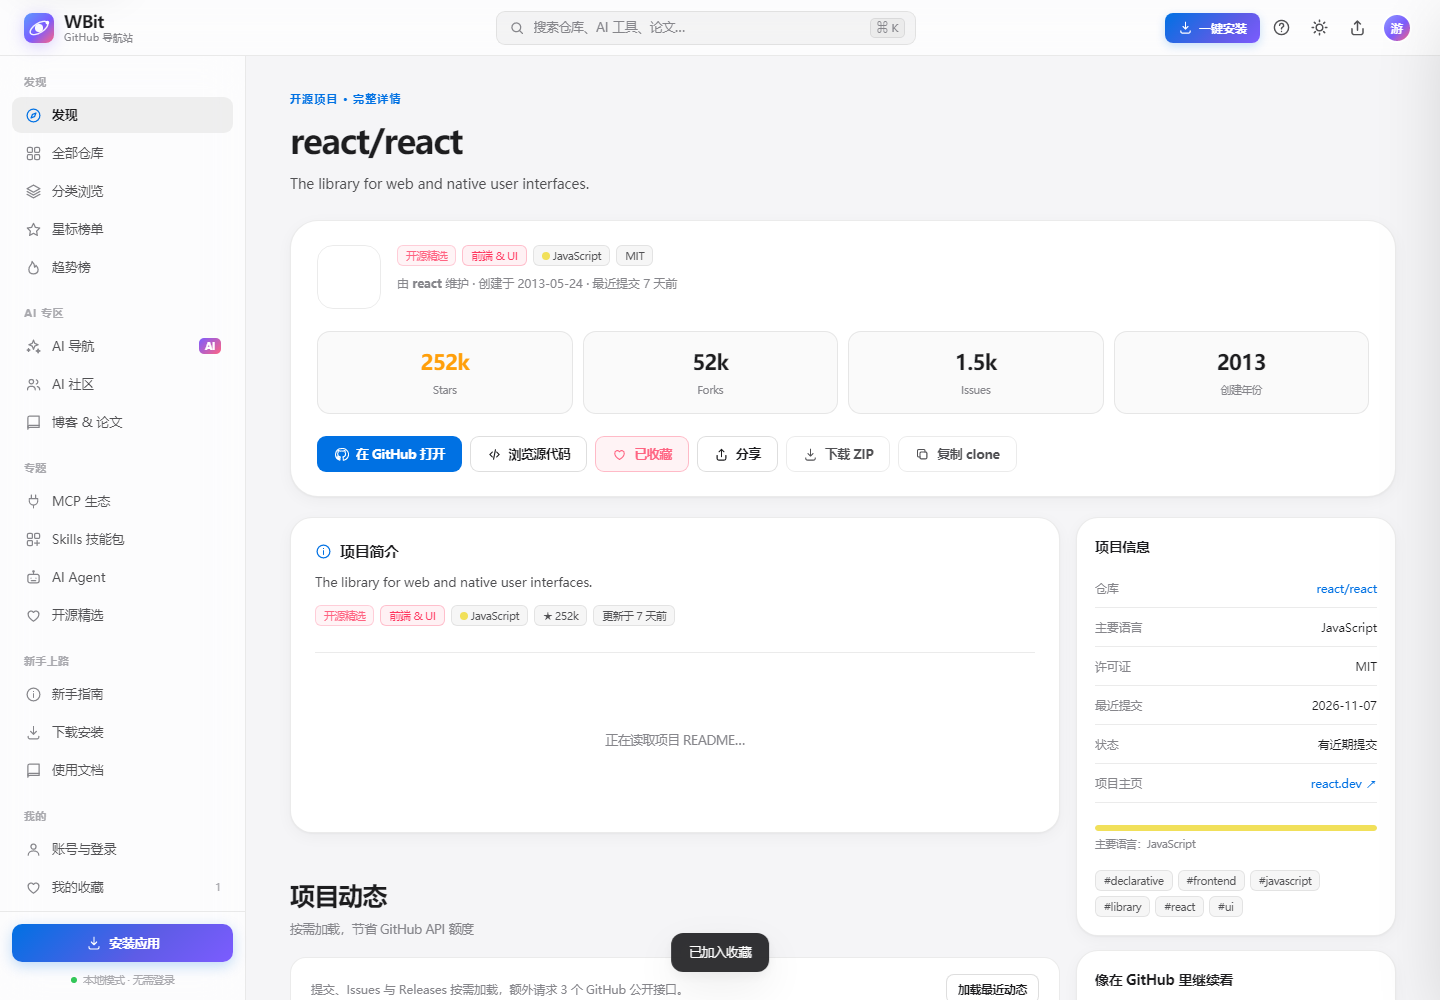 WBit
GitHub 导航站
搜索仓库、AI 工具、论文...
⌘ K
一键安装
游
发现
发现
全部仓库
分类浏览
星标榜单
趋势榜
AI 专区
AI 导航
AI
AI 社区
博客 & 论文
专题
MCP 生态
Skills 技能包
AI Agent
开源精选
新手上路
新手指南
下载安装
使用文档
我的
账号与登录
我的收藏
1
安装应用
本地模式 · 无需登录
开源项目 • 完整详情
react/react
The library for web and native user interfaces.
开源精选
前端 & UI
JavaScript
MIT
由 react 维护 · 创建于 2013-05-24 · 最近提交 7 天前
252k
Stars
52k
Forks
1.5k
Issues
2013
创建年份
在 GitHub 打开
浏览源代码
已收藏
分享
下载 ZIP
复制 clone
项目简介
The library for web and native user interfaces.
开源精选
前端 & UI
JavaScript
★ 252k
更新于 7 天前
正在读取项目 README...
项目动态
按需加载，节省 GitHub API 额度
提交、Issues 与 Releases 按需加载，额外请求 3 个 GitHub 公开接口。
加载最近动态
已加入收藏
项目信息
仓库
react/react
主要语言
JavaScript
许可证
MIT
最近提交
2026-11-07
状态
有近期提交
项目主页
react.dev ↗
主要语言：JavaScript
#declarative
#frontend
#javascript
#library
#react
#ui
像在 GitHub 里继续看